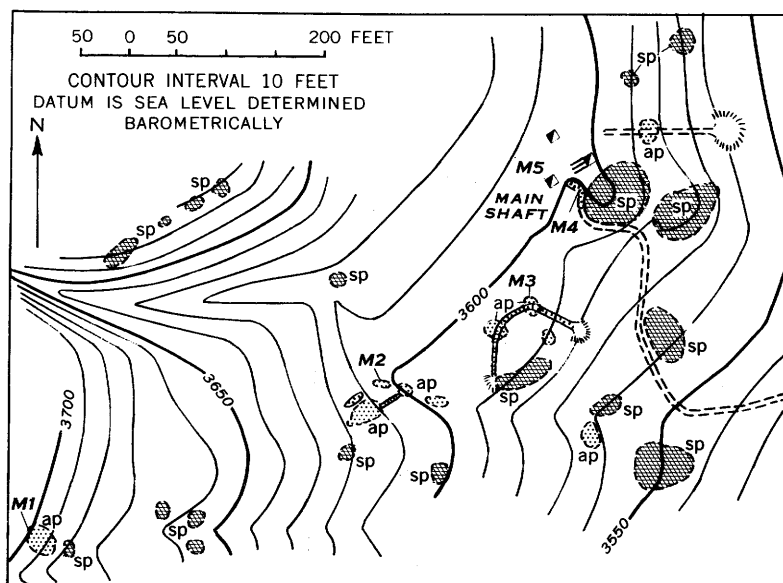 50 0 50 200 FEET
CONTOUR INTERVAL 10 FEET
DATUM IS SEA LEVEL DETERMINED
BAROMETRICALLY
N
sp
sp
ap
sp
sp
M5
MAIN
SHAFT
M4
sp
sp
sp
3600
M3
ap
sp
sp
M2
ap
ap
sp
sp
sp
ap
sp
3650
3700
M1
ap
sp
sp
3550